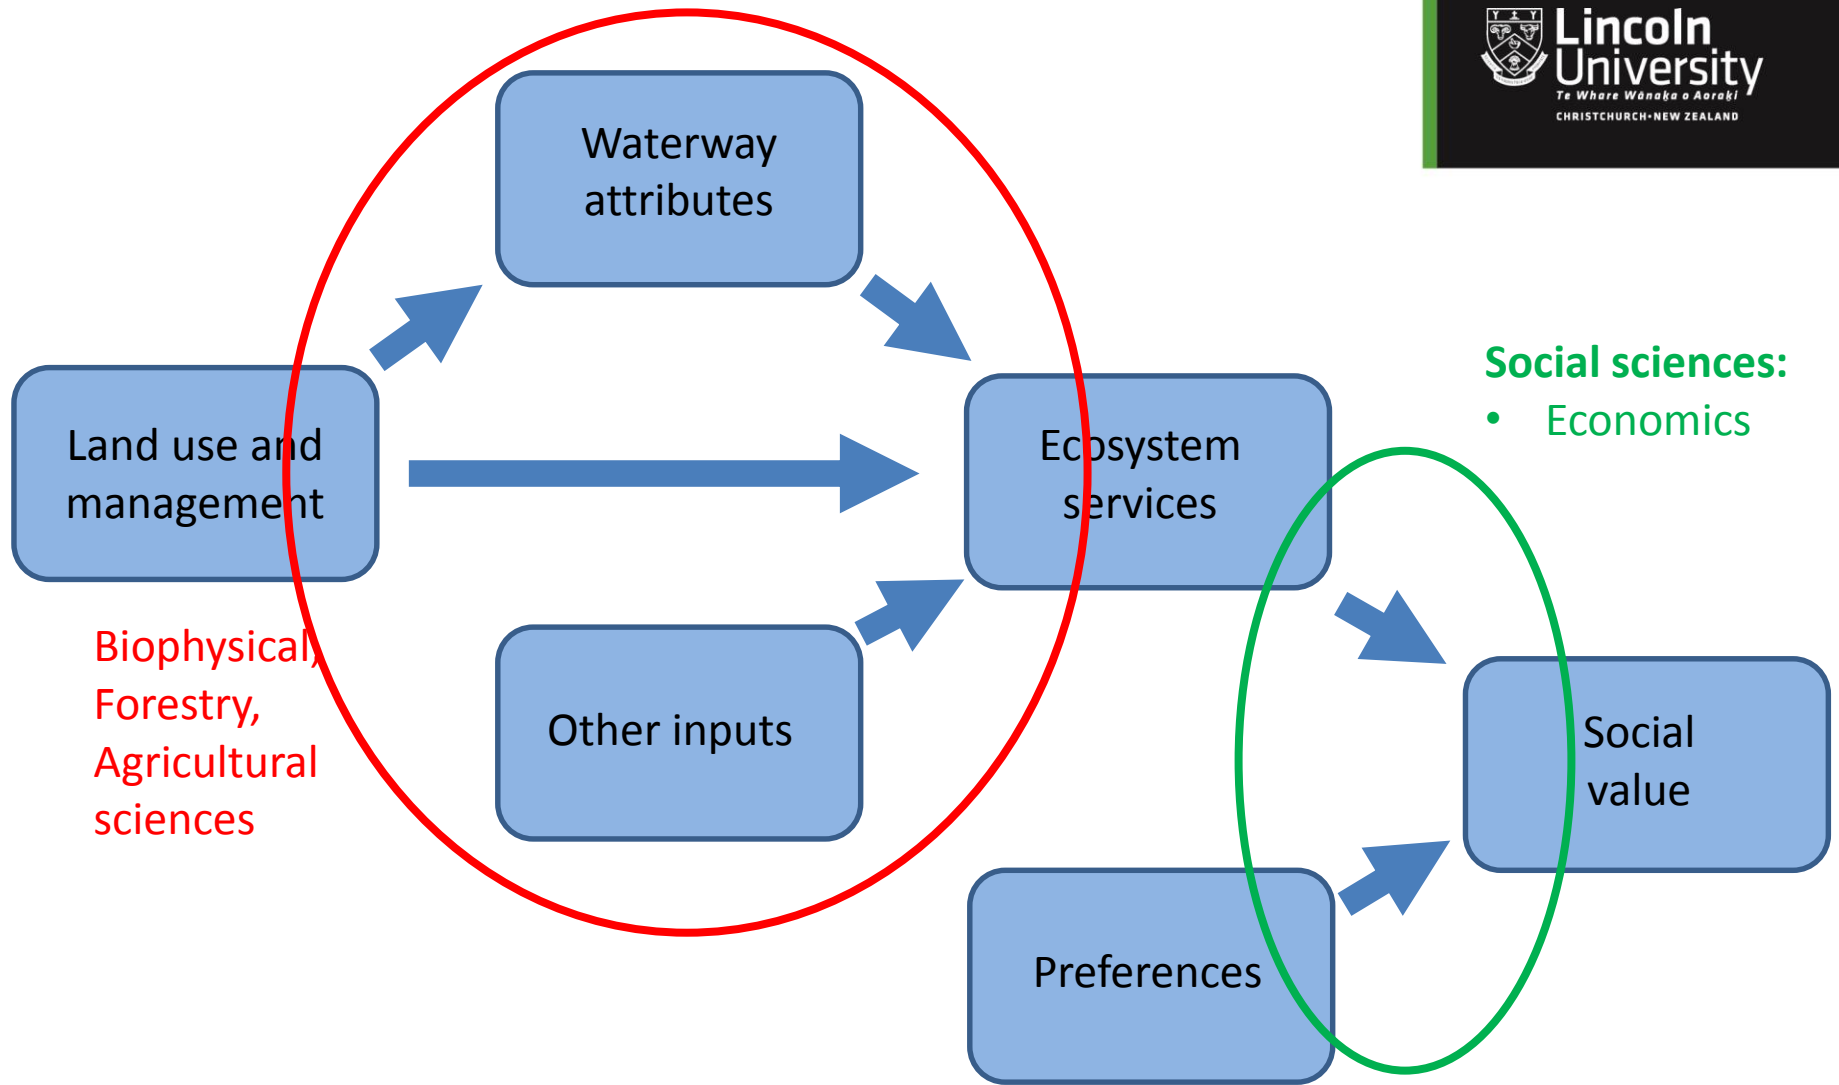 Lincoln
University
Te Whare Wānaka o Aoraki
CHRISTCHURCH•NEW ZEALAND
Waterway
attributes
Social sciences:
• Economics
Land use and
management
Ecosystem
services
Biophysical,
Forestry,
Agricultural
sciences
Other inputs
Social
value
Preferences